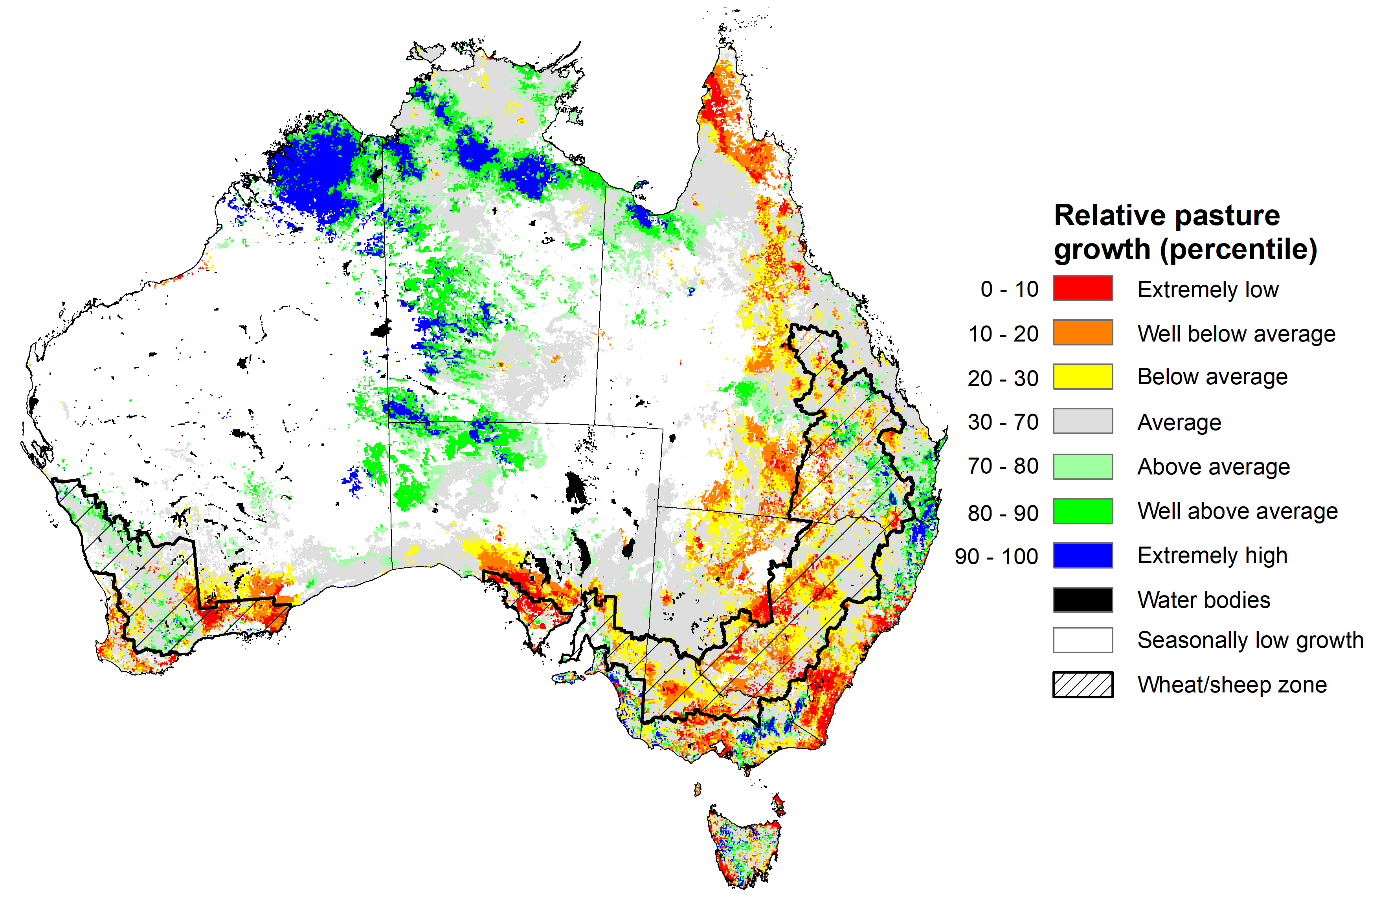 Relative pasture
growth (percentile)
0 - 10 Extremely low
10 - 20 Well below average
20 - 30 Below average
30 - 70 Average
70 - 80 Above average
80 - 90 Well above average
90 - 100 Extremely high
Water bodies
Seasonally low growth
Wheat/sheep zone